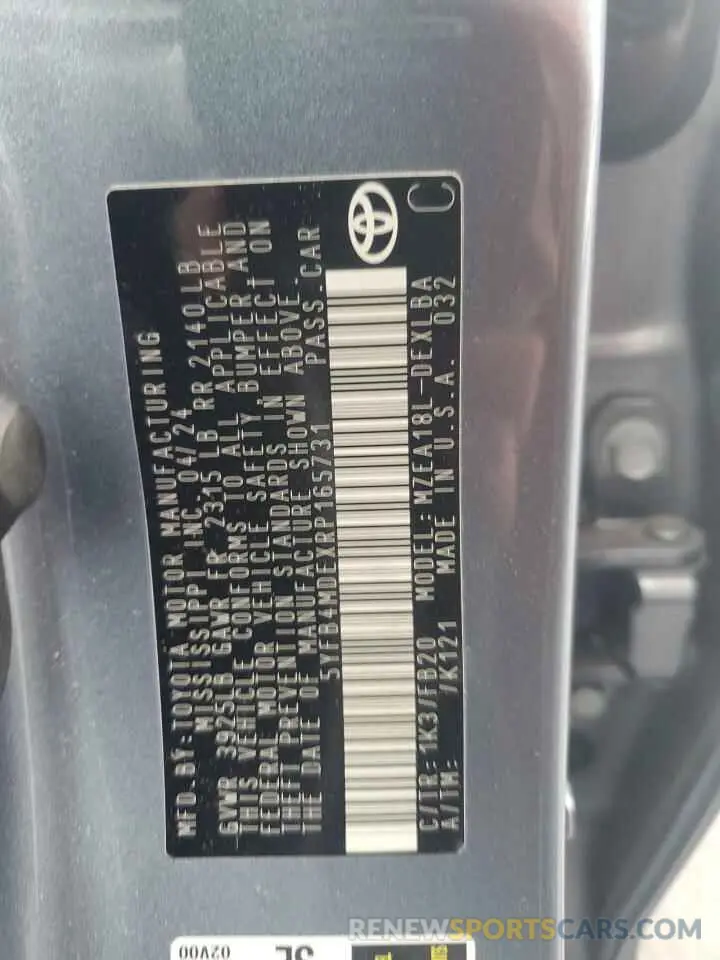 MFD. BY: TOYOTA MOTOR MANUFACTURING
MISSISSIPPI INC. 04/24
GVWR 3925LB GAWR FR 2315 LB RR 2140 LB
THIS VEHICLE CONFORMS TO ALL APPLICABLE
FEDERAL MOTOR VEHICLE SAFETY, BUMPER AND
THEFT PREVENTION STANDARDS IN EFFECT ON
THE DATE OF MANUFACTURE SHOWN ABOVE.
5YFB4MDEXRP165731 PASS. CAR
C/TR: 1K3/FB20 MODEL: MZEA18L-DEXLBA
A/TM: /K121 MADE IN U.S.A. 032
C
02V00
RENEWSPORTSCARS.COM